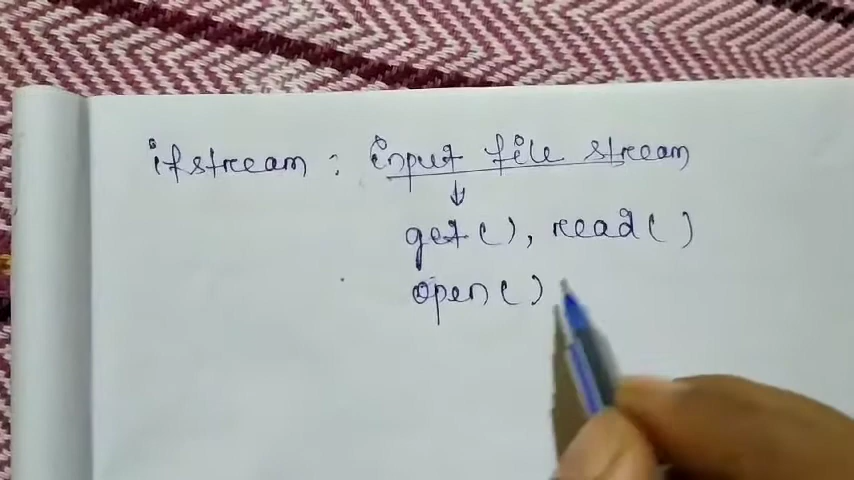 ifstream : input file stream
↓
get(), read()
open()